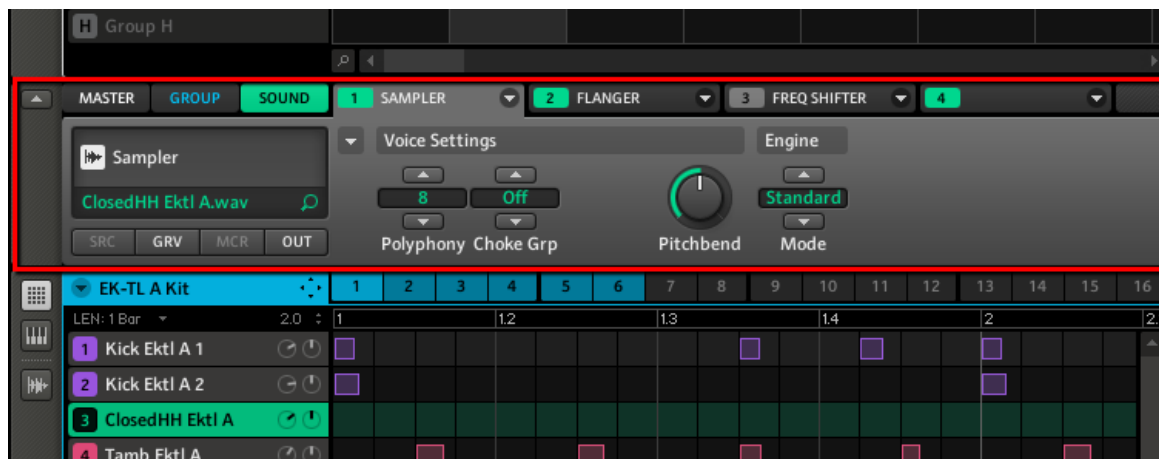 H Group H
MASTER GROUP SOUND 1 SAMPLER 2 FLANGER 3 FREQ SHIFTER 4
Sampler
ClosedHH Ektl A.wav
SRC GRV MCR OUT
Voice Settings Engine
8 Off Standard
Polyphony Choke Grp Pitchbend Mode
EK-TL A Kit 1 2 3 4 5 6 7 8 9 10 11 12 13 14 15 16
LEN: 1 Bar 2.0 1 1.2 1.3 1.4 2 2.
1 Kick Ektl A 1
2 Kick Ektl A 2
3 ClosedHH Ektl A
4 Tamb Ektl A